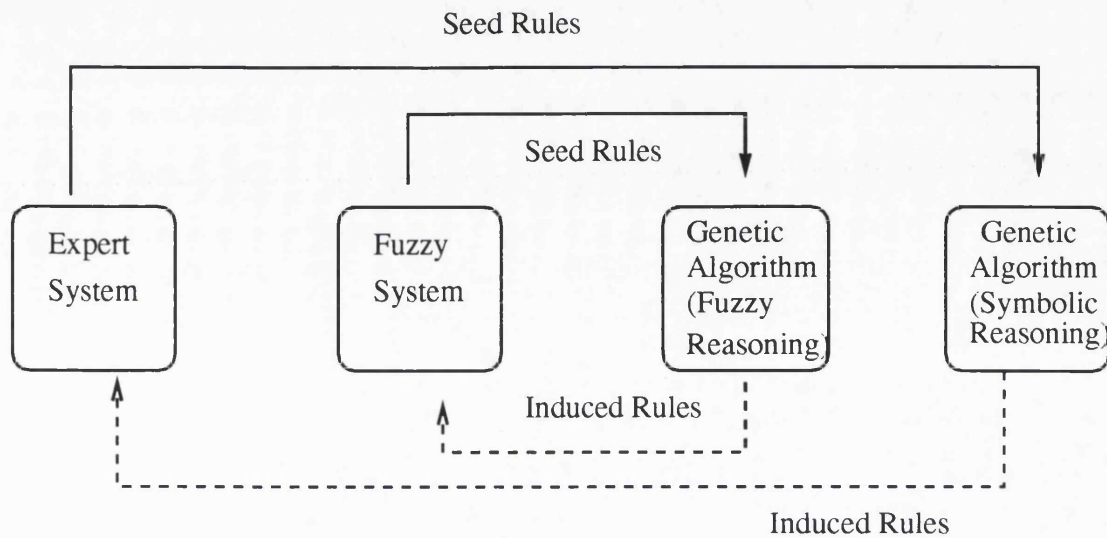 Seed Rules
Seed Rules
Expert
System
Fuzzy
System
Genetic
Algorithm
(Fuzzy
Reasoning)
Genetic
Algorithm
(Symbolic
Reasoning)
Induced Rules
Induced Rules